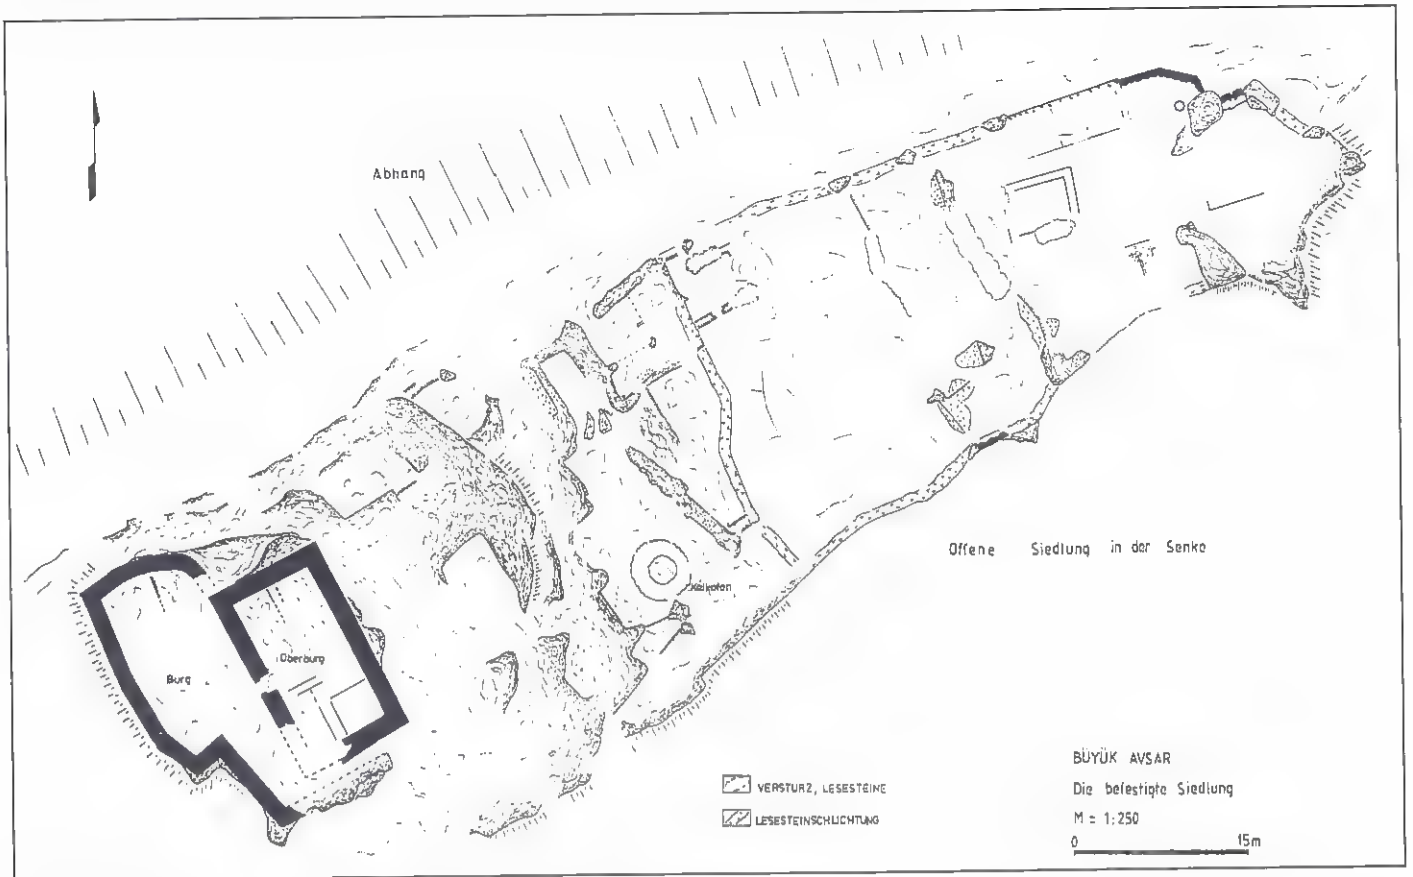 Abhang
Offene Siedlung in der Senke
Kalkofen
Oberburg
Burg
BÜYÜK AVSAR
VERSTURZ, LESESTEINE
Die befestigte Siedlung
LESESTEINSCHLICHTUNG
M = 1:250
0 15m